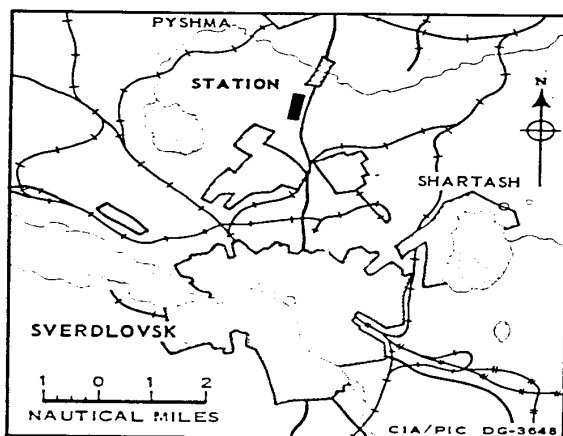 PYSHMA
STATION
N
SHARTASH
SVERDLOVSK
1 0 1 2
NAUTICAL MILES
CIA/PIC DG-3648